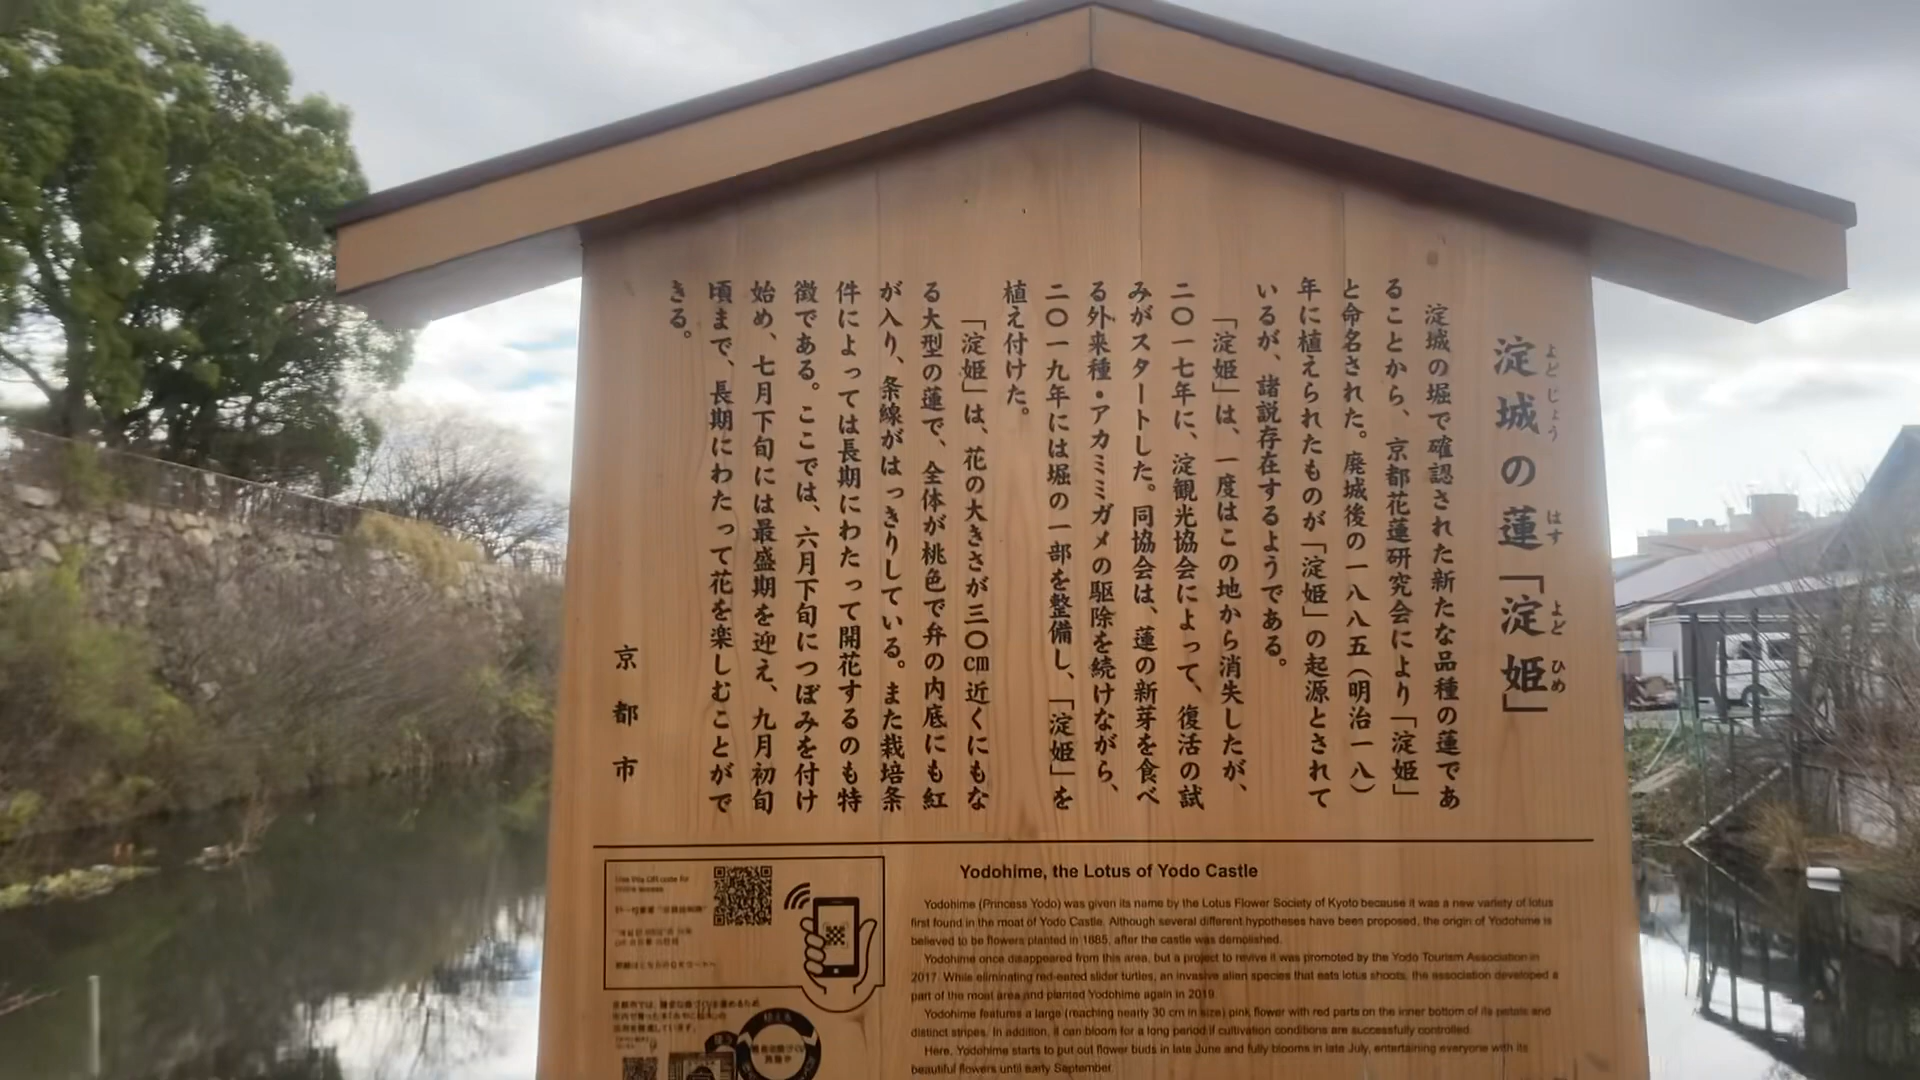 淀城の蓮「淀姫」
よどじょう はす よど ひめ
淀城の堀で確認された新たな品種の蓮であ
ることから、京都花蓮研究会により「淀姫」
と命名された。廃城後の一八八五(明治一八)
年に植えられたものが「淀姫」の起源とされて
いるが、諸説存在するようである。
「淀姫」は、一度はこの地から消失したが、
二〇一七年に、淀観光協会によって、復活の試
みがスタートした。同協会は、蓮の新芽を食べ
る外来種・アカミミガメの駆除を続けながら、
二〇一九年には堀の一部を整備し、「淀姫」を
植え付けた。
「淀姫」は、花の大きさが三〇㎝近くにもな
る大型の蓮で、全体が桃色で弁の内底にも紅
が入り、条線がはっきりしている。また栽培条
件によっては長期にわたって開花するのも特
徴である。ここでは、六月下旬につぼみを付け
始め、七月下旬には最盛期を迎え、九月初旬
頃まで、長期にわたって花を楽しむことがで
きる。
京都市
Yodohime, the Lotus of Yodo Castle
Yodohime (Princess Yodo) was given its name by the Lotus Flower Society of Kyoto because it was a new variety of lotus
first found in the moat of Yodo Castle. Although several different hypotheses have been proposed, the origin of Yodohime is
believed to be flowers planted in 1885, after the castle was demolished.
Yodohime once disappeared from this area, but a project to revive it was promoted by the Yodo Tourism Association in
2017. While eliminating red-eared slider turtles, an invasive alien species that eats lotus shoots, the association developed a
part of the moat area and planted Yodohime again in 2019.
Yodohime features a large (reaching nearly 30 cm in size) pink flower with red parts on the inner bottom of its petals and
distinct stripes. In addition, it can bloom for a long period if cultivation conditions are successfully controlled.
Here, Yodohime starts to put out flower buds in late June and fully blooms in late July, entertaining everyone with its
beautiful flowers until early September.
Use this QR code for